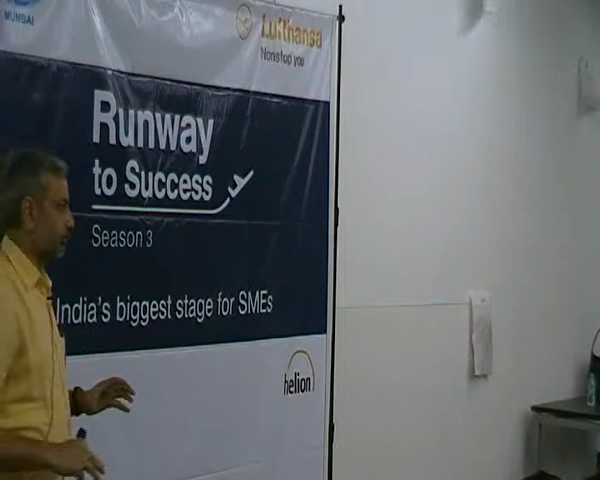 MUMBAI
Lufthansa
Nonstop you
Runway
to Success
Season 3
India's biggest stage for SMEs
helion